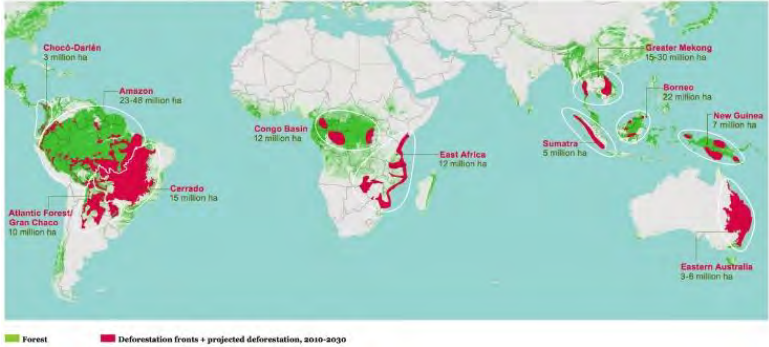 Chocó-Darién
3 million ha
Amazon
23-48 million ha
Cerrado
15 million ha
Atlantic Forest/
Gran Chaco
10 million ha
Congo Basin
12 million ha
East Africa
12 million ha
Greater Mekong
15-30 million ha
Borneo
22 million ha
New Guinea
7 million ha
Sumatra
5 million ha
Eastern Australia
3-6 million ha
Forest
Deforestation fronts + projected deforestation, 2010-2030